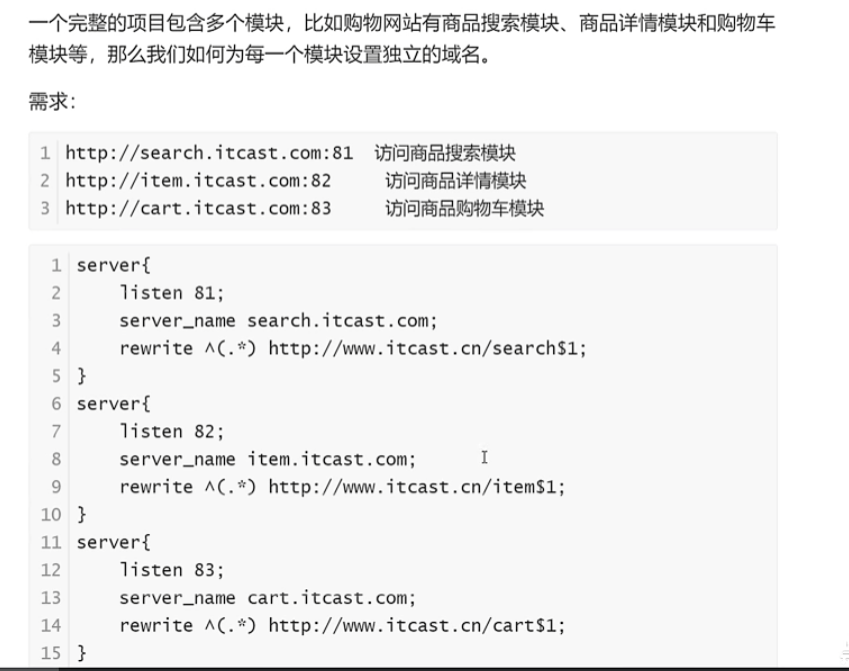 一个完整的项目包含多个模块，比如购物网站有商品搜索模块、商品详情模块和购物车
模块等，那么我们如何为每一个模块设置独立的域名。
需求：
1 http://search.itcast.com:81  访问商品搜索模块
2 http://item.itcast.com:82     访问商品详情模块
3 http://cart.itcast.com:83     访问商品购物车模块
1 server{
2     listen 81;
3     server_name search.itcast.com;
4     rewrite ^(.*) http://www.itcast.cn/search$1;
5 }
6 server{
7     listen 82;
8     server_name item.itcast.com;
9     rewrite ^(.*) http://www.itcast.cn/item$1;
10 }
11 server{
12     listen 83;
13     server_name cart.itcast.com;
14     rewrite ^(.*) http://www.itcast.cn/cart$1;
15 }